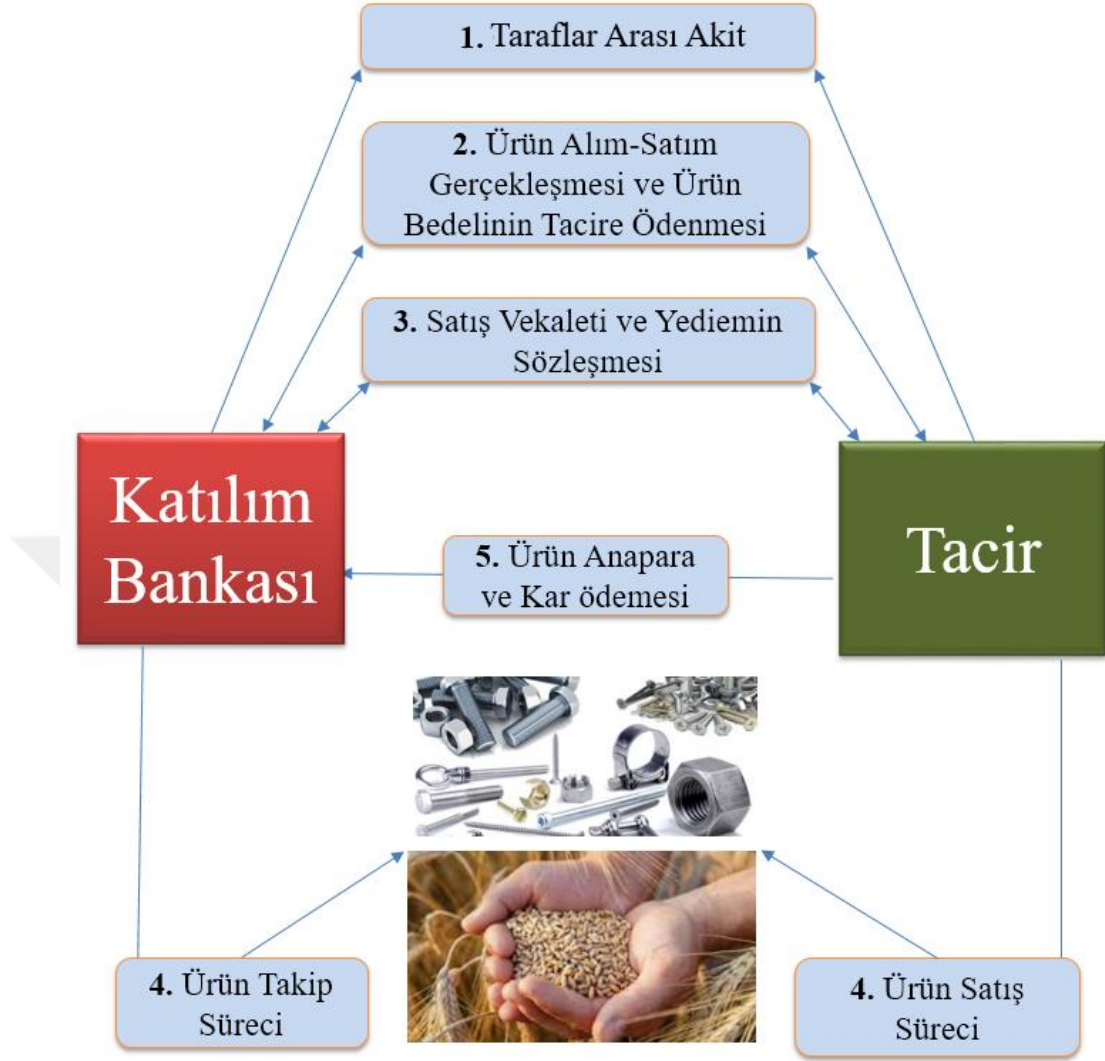 1. Taraflar Arası Akit
2. Ürün Alım-Satım
Gerçekleşmesi ve Ürün
Bedelinin Tacire Ödenmesi
3. Satış Vekaleti ve Yediemin
Sözleşmesi
Katılım
Bankası
Tacir
5. Ürün Anapara
ve Kar ödemesi
4. Ürün Takip
Süreci
4. Ürün Satış
Süreci